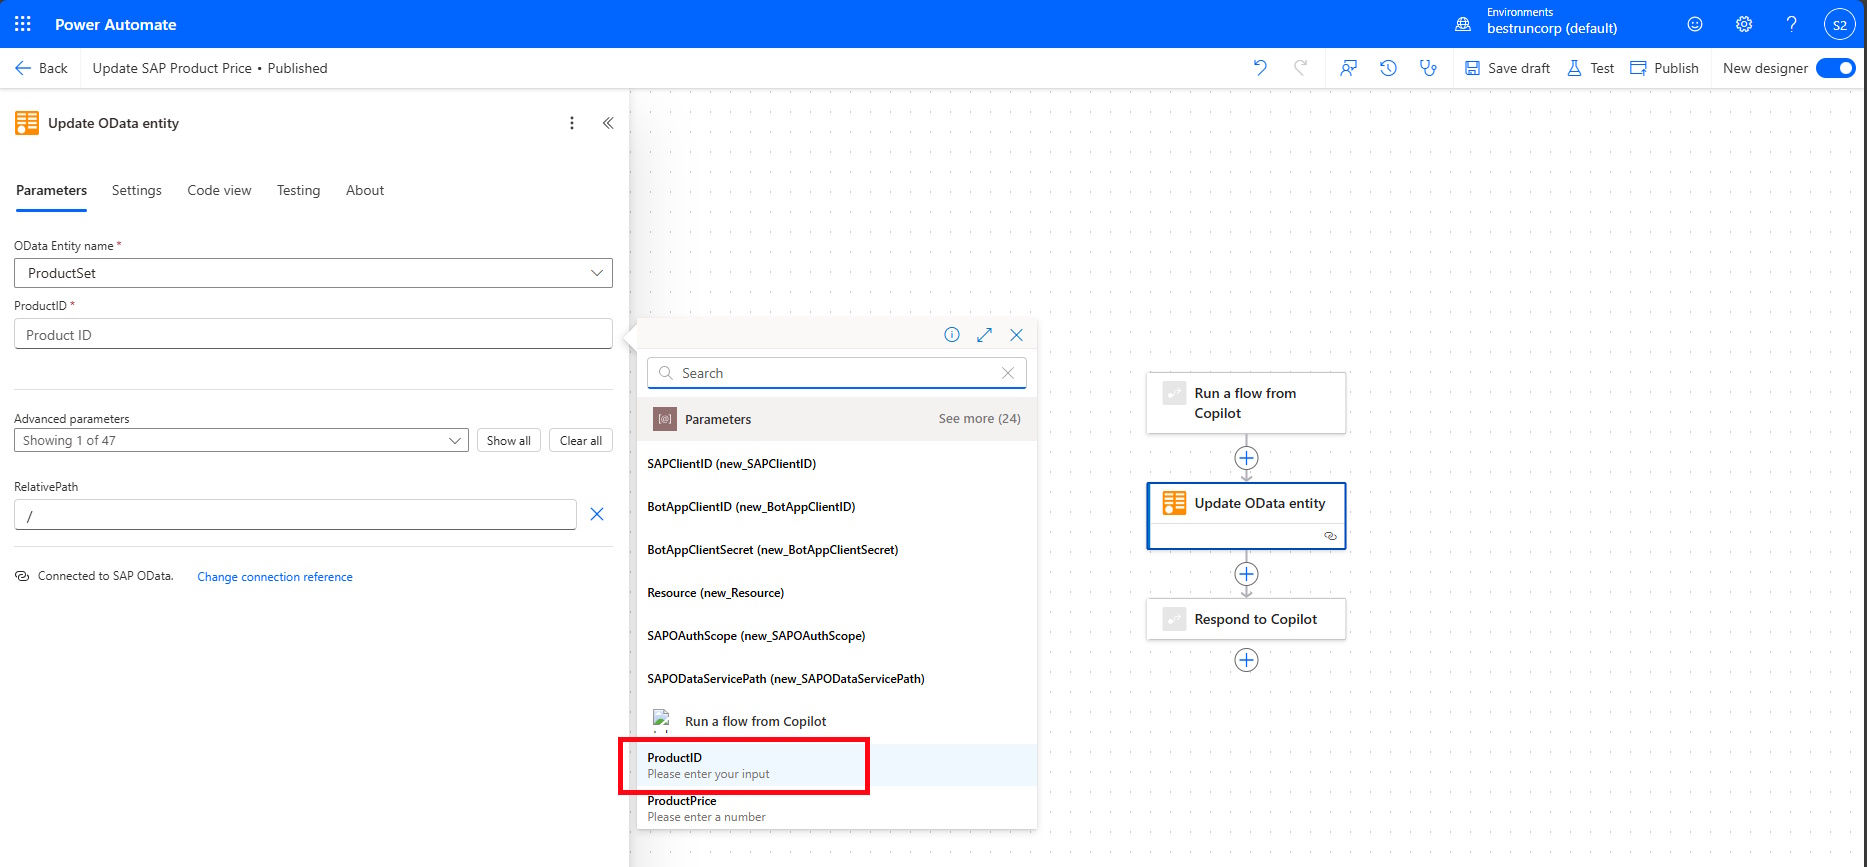 Power Automate
Environments
bestruncorp (default)
S2
Back
Update SAP Product Price • Published
Save draft
Test
Publish
New designer
Update OData entity
Parameters
Settings
Code view
Testing
About
OData Entity name *
ProductSet
ProductID *
Product ID
Advanced parameters
Showing 1 of 47
Show all
Clear all
RelativePath
/
Connected to SAP OData.
Change connection reference
Search
Parameters
See more (24)
SAPClientID (new_SAPClientID)
BotAppClientID (new_BotAppClientID)
BotAppClientSecret (new_BotAppClientSecret)
Resource (new_Resource)
SAPOAuthScope (new_SAPOAuthScope)
SAPODataServicePath (new_SAPODataServicePath)
Run a flow from Copilot
ProductID
Please enter your input
ProductPrice
Please enter a number
Run a flow from
Copilot
Update OData entity
Respond to Copilot